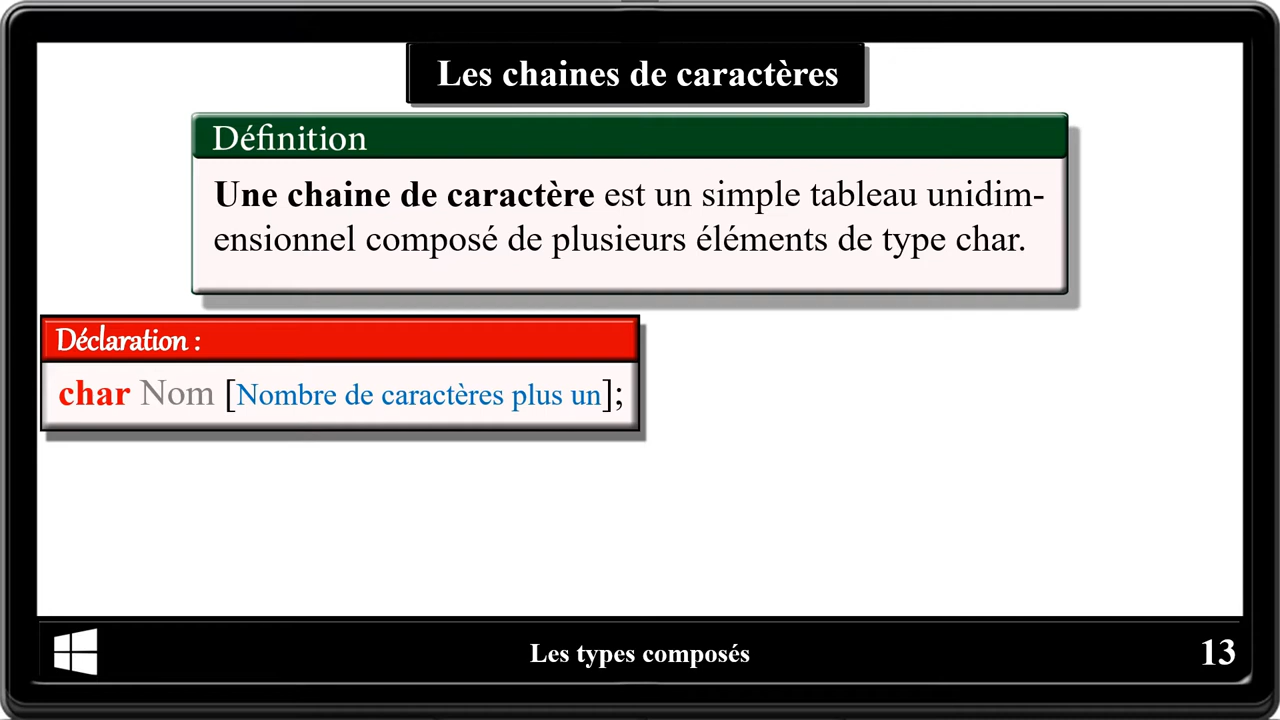 Les chaines de caractères
Définition
Une chaine de caractère est un simple tableau unidim-
ensionnel composé de plusieurs éléments de type char.
Déclaration :
char Nom [Nombre de caractères plus un];
Les types composés
13